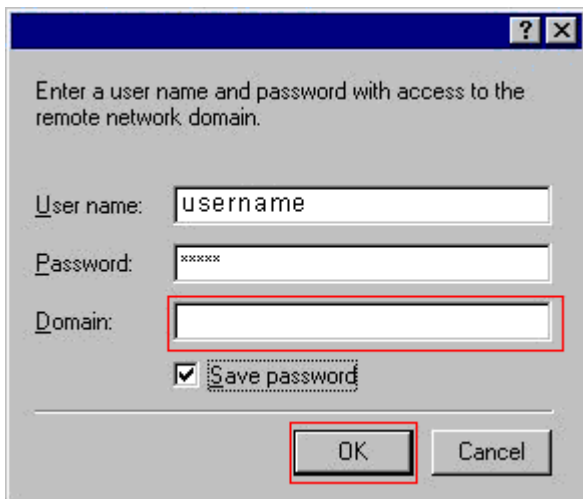 Enter a user name and password with access to the
remote network domain.
User name: username
Password: xxxxx
Domain:
Save password
OK Cancel